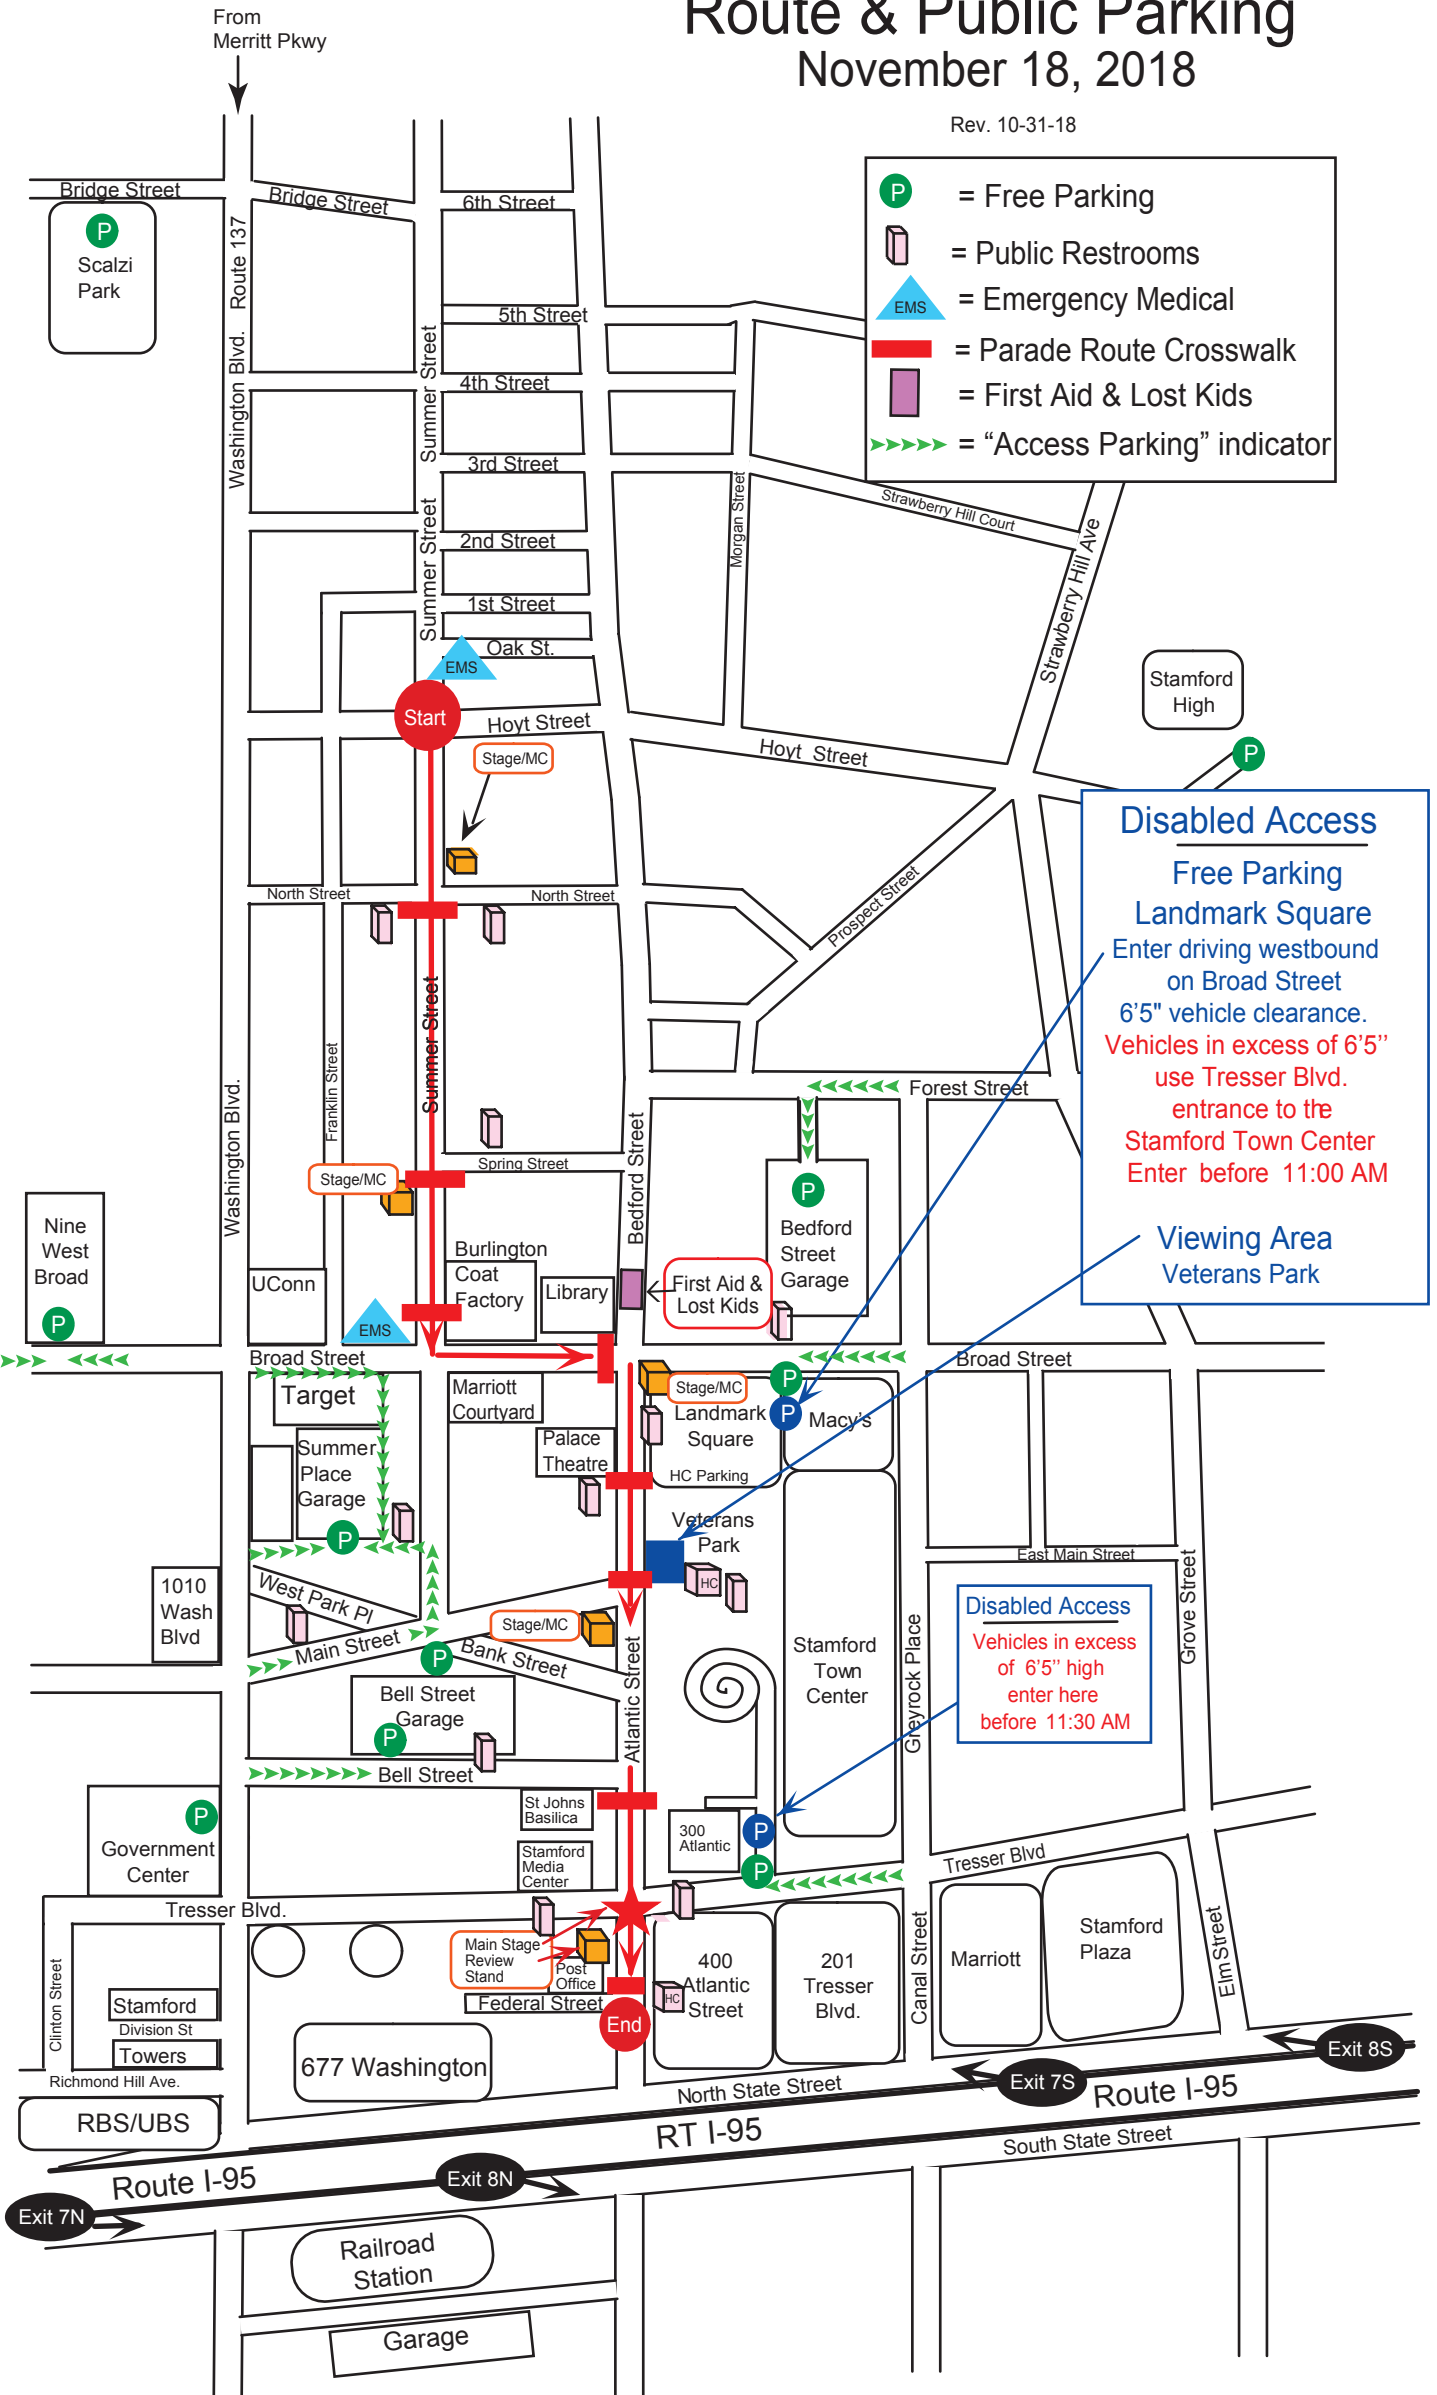 Route & Public Parking
November 18, 2018
Rev. 10-31-18
From
Merritt Pkwy
P = Free Parking
= Public Restrooms
EMS = Emergency Medical
= Parade Route Crosswalk
= First Aid & Lost Kids
= “Access Parking” indicator
Bridge Street
Bridge Street
6th Street
P
Scalzi
Park
Route 137
Washington Blvd.
5th Street
Summer Street
4th Street
3rd Street
Strawberry Hill Court
Morgan Street
Summer Street
2nd Street
Strawberry Hill Ave
1st Street
Oak St.
EMS
Stamford
High
P
Start
Hoyt Street
Hoyt Street
Stage/MC
Disabled Access
Free Parking
Landmark Square
Enter driving westbound
on Broad Street
6’5" vehicle clearance.
Vehicles in excess of 6’5’’
use Tresser Blvd.
entrance to the
Stamford Town Center
Enter before 11:00 AM
Viewing Area
Veterans Park
North Street
North Street
Prospect Street
Summer Street
Franklin Street
Washington Blvd.
Forest Street
Bedford Street
Spring Street
Stage/MC
P
Bedford
Street
Garage
Nine
West
Broad
P
UConn
Burlington
Coat
Factory
Library
First Aid &
Lost Kids
EMS
Broad Street
Broad Street
Target
Marriott
Courtyard
Stage/MC
P
P
Landmark
Square
Macy's
HC Parking
Palace
Theatre
Summer
Place
Garage
P
Veterans
Park
HC
East Main Street
Grove Street
1010
Wash
Blvd
West Park Pl
Main Street
Stage/MC
Bank Street
P
Disabled Access
Vehicles in excess
of 6’5’’ high
enter here
before 11:30 AM
Stamford
Town
Center
Greyrock Place
Atlantic Street
Bell Street
Garage
P
Bell Street
St Johns
Basilica
P
Government
Center
300
Atlantic
P
P
Stamford
Media
Center
Tresser Blvd
Tresser Blvd.
Main Stage
Review
Stand
Post
Office
Federal Street
400
Atlantic
Street
HC
201
Tresser
Blvd.
Canal Street
Marriott
Stamford
Plaza
Elm Street
Clinton Street
Stamford
Division St
Towers
Richmond Hill Ave.
End
677 Washington
RBS/UBS
North State Street
Exit 7S
Exit 8S
Route I-95
RT I-95
South State Street
Route I-95
Exit 8N
Exit 7N
Railroad
Station
Garage